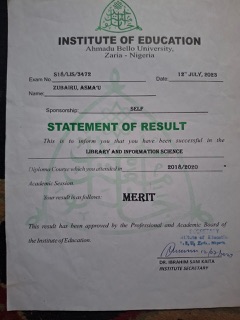 INSTITUTE OF EDUCATION
Ahmadu Bello University,
Zaria - Nigeria
Exam No 516/LIS/3472 Date: 12TH JULY, 2023
Name: ZUBAIRU, ASMA'U
Sponsorship: SELF
STATEMENT OF RESULT
This is to inform you that you have been successful in the
LIBRARY AND INFORMATION SCIENCE
Diploma Course which you attended in 2018/2020
Academic Session.
Your result is as follows: MERIT
This result has been approved by the Professional and Academic Board of
the Institute of Education.
DR. IBRAHIM SANI KAITA
INSTITUTE SECRETARY